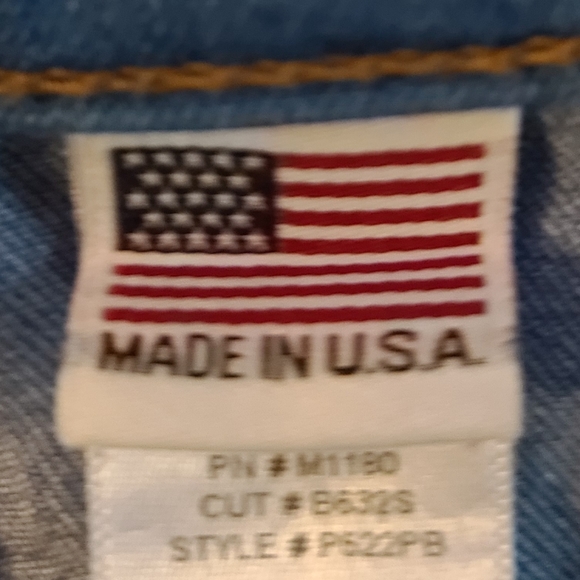 MADE IN U.S.A.
PN # M1180
CUT # B632S
STYLE # P622PB